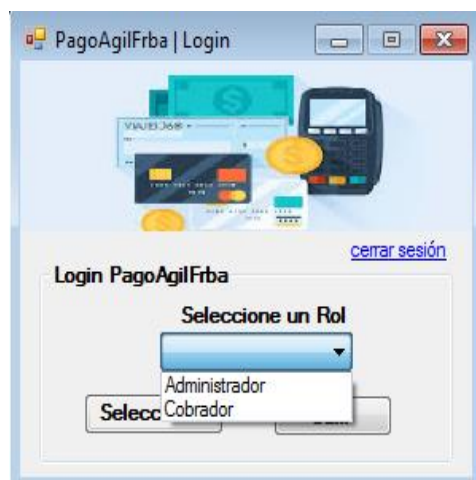 PagoAgilFrba | Login
cerrar sesión
Login PagoAgilFrba
Seleccione un Rol
Administrador
Cobrador
Selecc